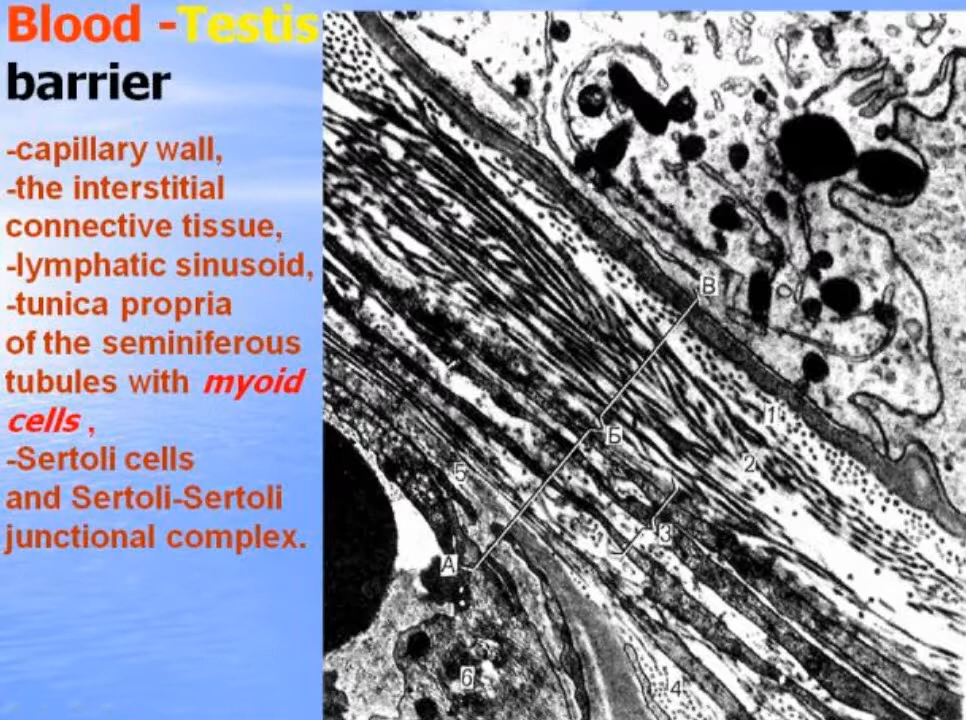 Blood -Testis
barrier
-capillary wall,
-the interstitial
connective tissue,
-lymphatic sinusoid,
-tunica propria
of the seminiferous
tubules with myoid
cells ,
-Sertoli cells
and Sertoli-Sertoli
junctional complex.
В
1
Б
2
5
3
А
6
4